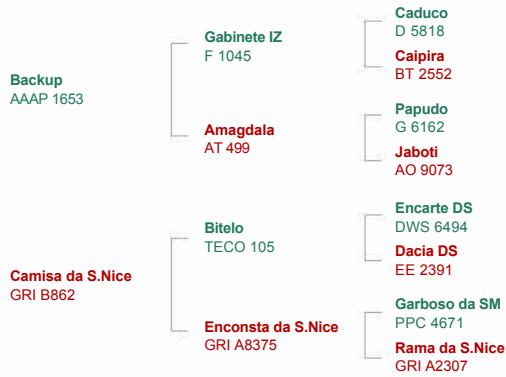 Backup
AAAP 1653
Gabinete IZ
F 1045
Caduco
D 5818
Caipira
BT 2552
Amagdala
AT 499
Papudo
G 6162
Jaboti
AO 9073
Camisa da S.Nice
GRI B862
Bitelo
TECO 105
Encarte DS
DWS 6494
Dacia DS
EE 2391
Enconsta da S.Nice
GRI A8375
Garboso da SM
PPC 4671
Rama da S.Nice
GRI A2307